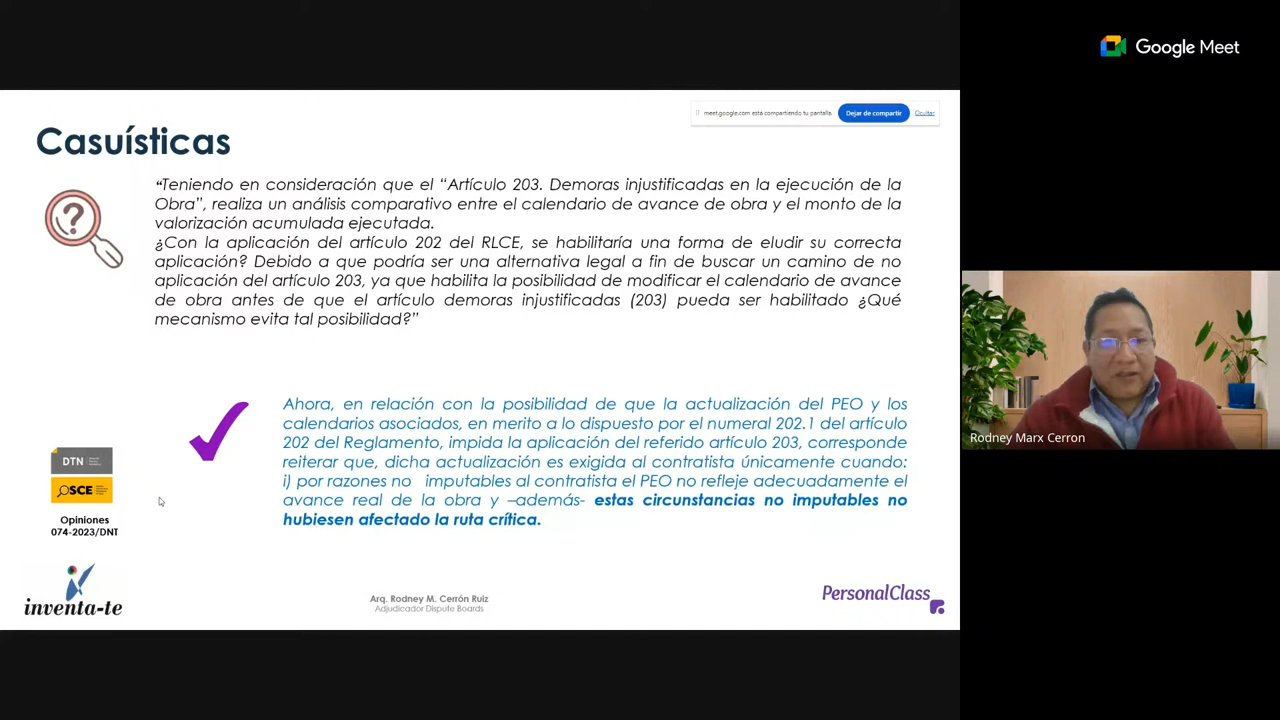 Google Meet
meet.google.com está compartiendo tu pantalla.
Dejar de compartir
Ocultar
Casuísticas
“Teniendo en consideración que el “Artículo 203. Demoras injustificadas en la ejecución de la
Obra”, realiza un análisis comparativo entre el calendario de avance de obra y el monto de la
valorización acumulada ejecutada.
¿Con la aplicación del artículo 202 del RLCE, se habilitaría una forma de eludir su correcta
aplicación? Debido a que podría ser una alternativa legal a fin de buscar un camino de no
aplicación del artículo 203, ya que habilita la posibilidad de modificar el calendario de avance
de obra antes de que el artículo demoras injustificadas (203) pueda ser habilitado ¿Qué
mecanismo evita tal posibilidad?”
Ahora, en relación con la posibilidad de que la actualización del PEO y los
calendarios asociados, en merito a lo dispuesto por el numeral 202.1 del artículo
202 del Reglamento, impida la aplicación del referido artículo 203, corresponde
reiterar que, dicha actualización es exigida al contratista únicamente cuando:
i) por razones no imputables al contratista el PEO no refleje adecuadamente el
avance real de la obra y –además- estas circunstancias no imputables no
hubiesen afectado la ruta crítica.
DTN
OSCE
Opiniones
074-2023/DNT
inventa-te
Arq. Rodney M. Cerrón Ruiz
Adjudicador Dispute Boards
PersonalClass
Rodney Marx Cerron